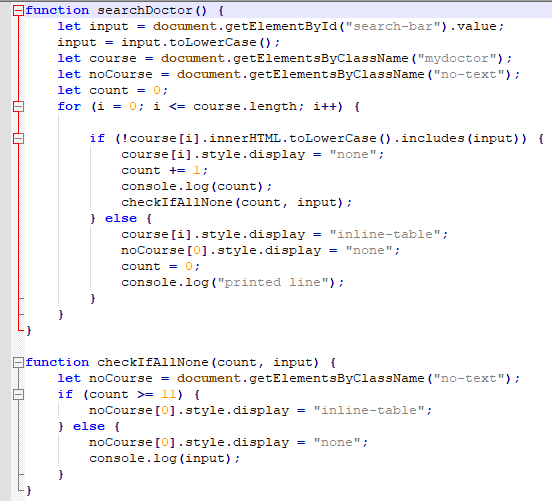 function searchDoctor() {
let input = document.getElementById("search-bar").value;
input = input.toLowerCase();
let course = document.getElementsByClassName("mydoctor");
let noCourse = document.getElementsByClassName("no-text");
let count = 0;
for (i = 0; i <= course.length; i++) {
if (!course[i].innerHTML.toLowerCase().includes(input)) {
course[i].style.display = "none";
count += 1;
console.log(count);
checkIfAllNone(count, input);
} else {
course[i].style.display = "inline-table";
noCourse[0].style.display = "none";
count = 0;
console.log("printed line");
}
}
}
function checkIfAllNone(count, input) {
let noCourse = document.getElementsByClassName("no-text");
if (count >= 11) {
noCourse[0].style.display = "inline-table";
} else {
noCourse[0].style.display = "none";
console.log(input);
}
}